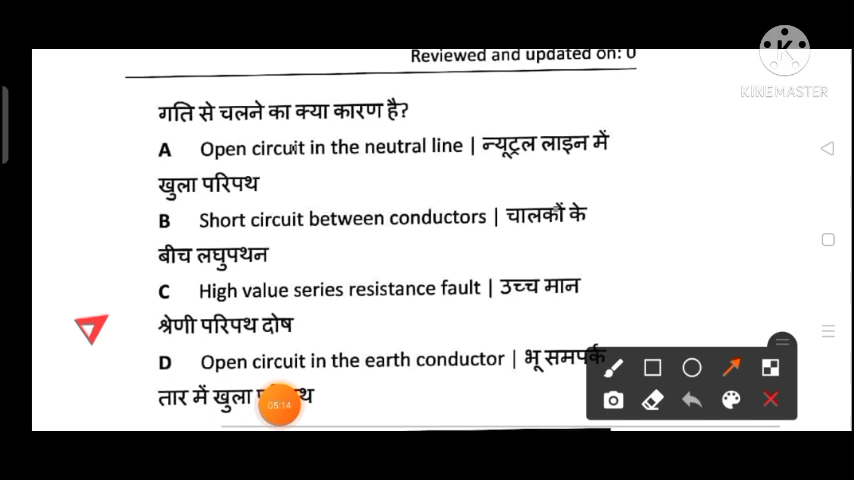 Reviewed and updated on: 0
KINEMASTER
गति से चलने का क्या कारण है?
A Open circuit in the neutral line | न्यूट्रल लाइन में
खुला परिपथ
B Short circuit between conductors | चालकों के
बीच लघुपथन
C High value series resistance fault | उच्च मान
श्रेणी परिपथ दोष
D Open circuit in the earth conductor | भू समपर्क
तार में खुला
05:14